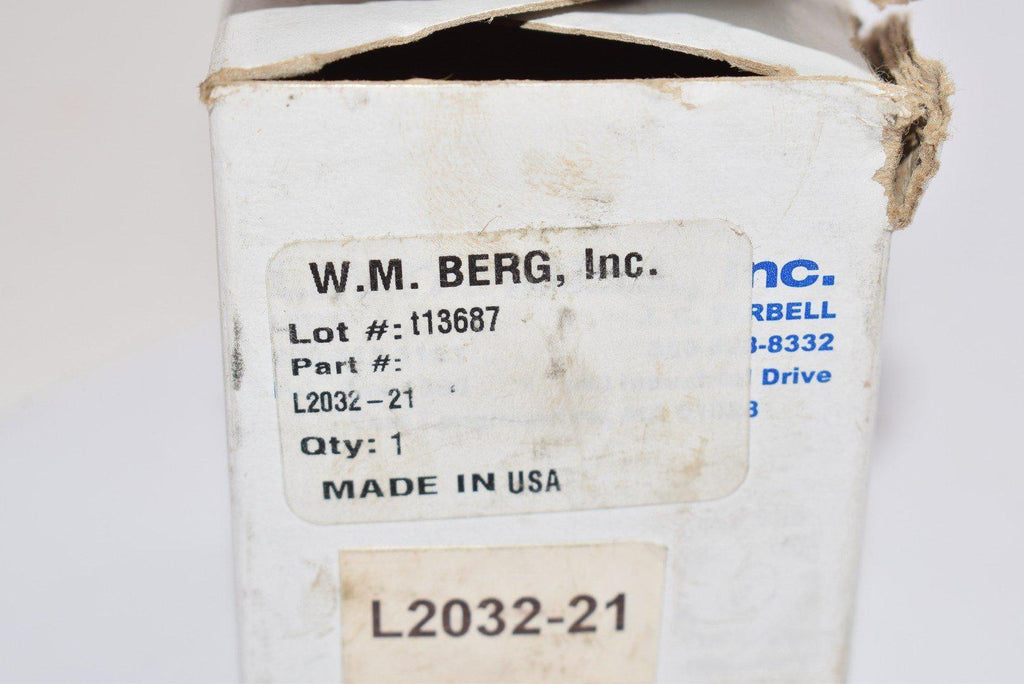 W.M. BERG, Inc.
nc.
Lot #: t13687
RBELL
Part #:
-8332
L2032-21
Drive
Qty: 1
MADE IN USA
L2032-21